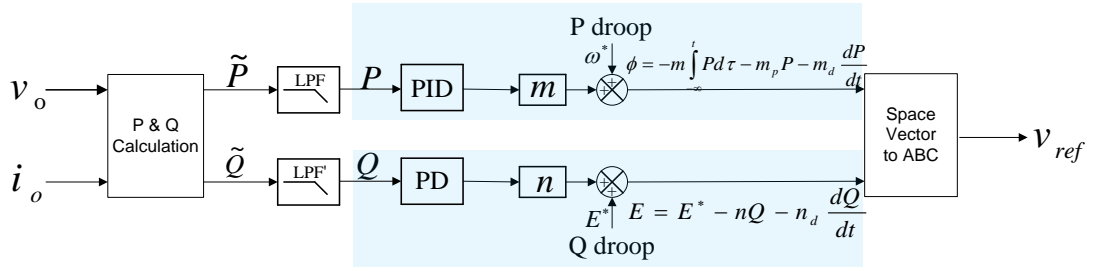 P droop
ω*
φ = −m ∫_{−∞}^{t} P d τ − m_p P − m_d dP/dt
v_o
P̃
LPF
P
PID
m
P & Q
Calculation
Space
Vector
to ABC
v_ref
i_o
Q̃
LPF'
Q
PD
n
E*
E = E* − nQ − n_d dQ/dt
Q droop